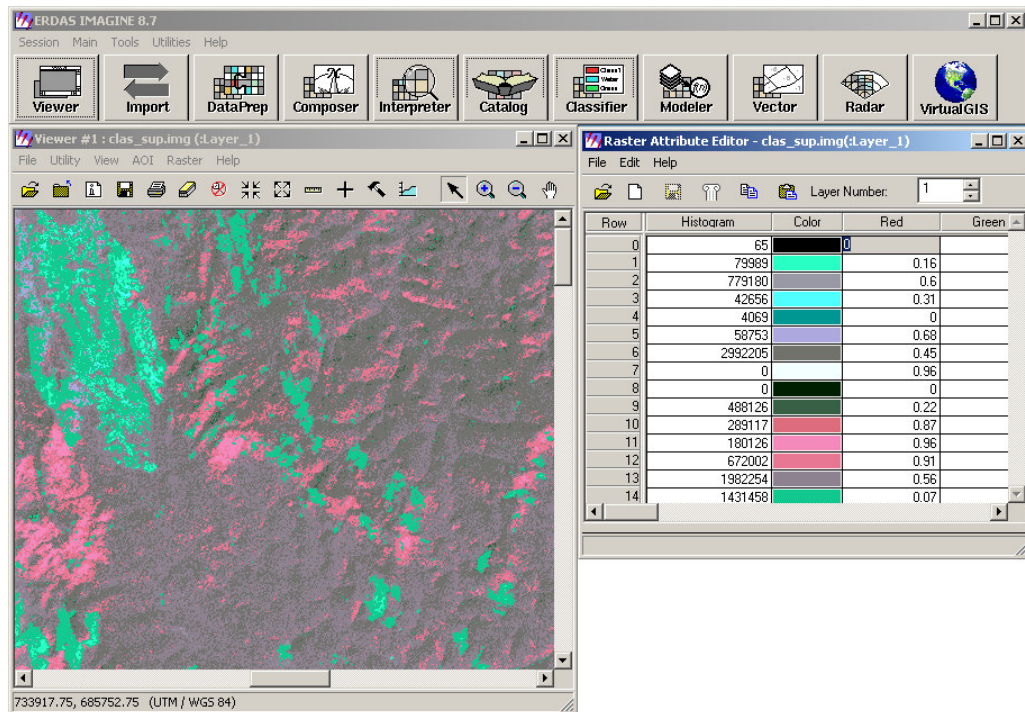 ERDAS IMAGINE 8.7
Session Main Tools Utilities Help
Viewer Import DataPrep Composer Interpreter Catalog Class1 Water Grass Classifier f() Modeler Vector Radar VirtualGIS
Viewer #1 : clas_sup.img (:Layer_1)
File Utility View AOI Raster Help
Raster Attribute Editor - clas_sup.img(:Layer_1)
File Edit Help
Layer Number: 1
Row Histogram Color Red Green
0 65 0
1 79989 0.16
2 779180 0.6
3 42656 0.31
4 4069 0
5 58753 0.68
6 2992205 0.45
7 0 0.96
8 0 0
9 488126 0.22
10 289117 0.87
11 180126 0.96
12 672002 0.91
13 1982254 0.56
14 1431458 0.07
733917.75, 685752.75 (UTM / WGS 84)